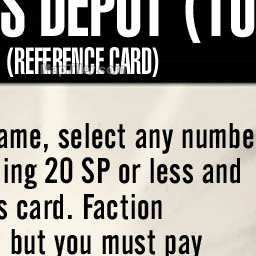 S DEPOT (TO
(REFERENCE CARD)
ame, select any numbe
ing 20 SP or less and
s card. Faction
but you must pay